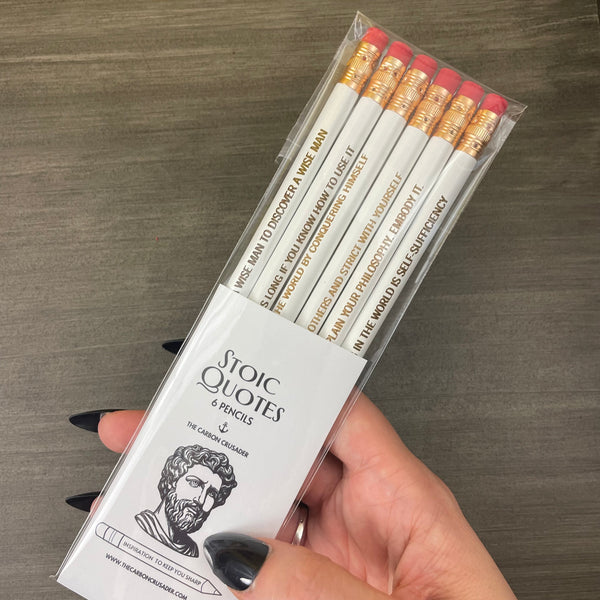 WISE MAN TO DISCOVER A WISE MAN
S LONG IF YOU KNOW HOW TO USE IT
THE WORLD BY CONQUERING HIMSELF
OTHERS AND STRICT WITH YOURSELF
PLAIN YOUR PHILOSOPHY. EMBODY IT.
IN THE WORLD IS SELF-SUFFICIENCY
STOIC
QUOTES
6 PENCILS
THE CARBON CRUSADER
INSPIRATION TO KEEP YOU SHARP
WWW.THECARBONCRUSADER.COM